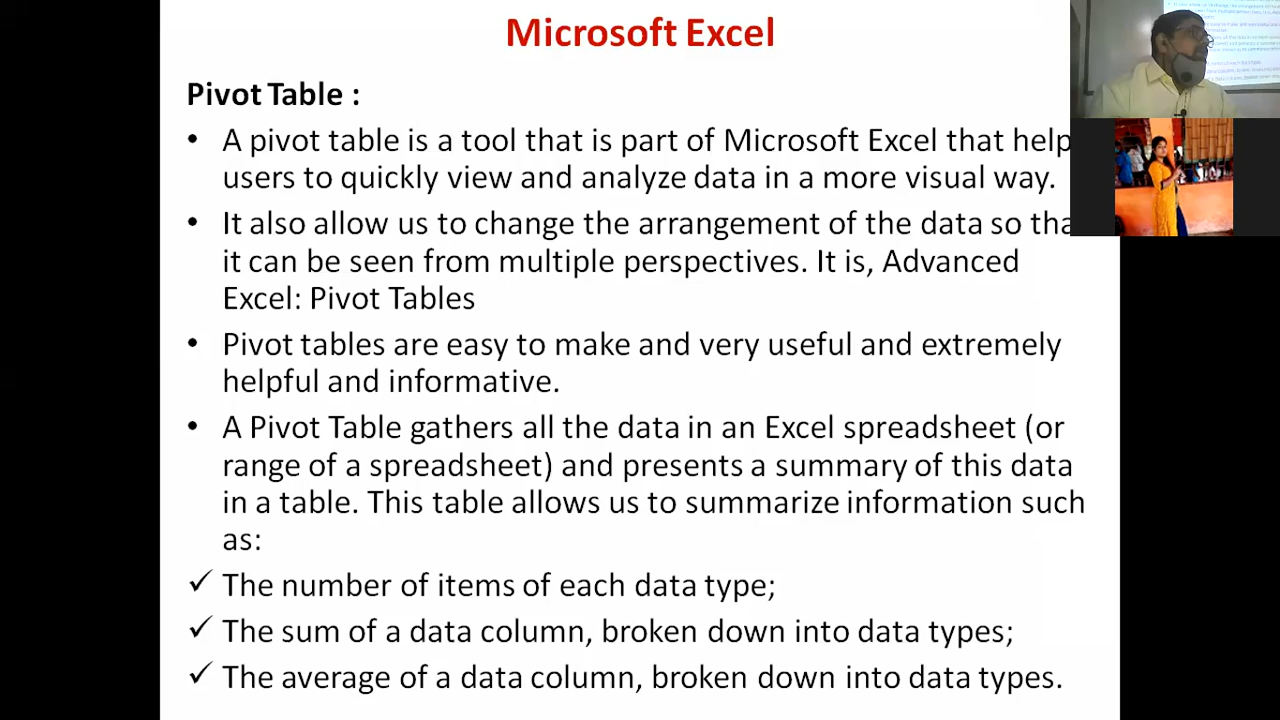 Microsoft Excel
Pivot Table :
• A pivot table is a tool that is part of Microsoft Excel that help
users to quickly view and analyze data in a more visual way.
• It also allow us to change the arrangement of the data so tha
it can be seen from multiple perspectives. It is, Advanced
Excel: Pivot Tables
• Pivot tables are easy to make and very useful and extremely
helpful and informative.
• A Pivot Table gathers all the data in an Excel spreadsheet (or
range of a spreadsheet) and presents a summary of this data
in a table. This table allows us to summarize information such
as:
✓ The number of items of each data type;
✓ The sum of a data column, broken down into data types;
✓ The average of a data column, broken down into data types.